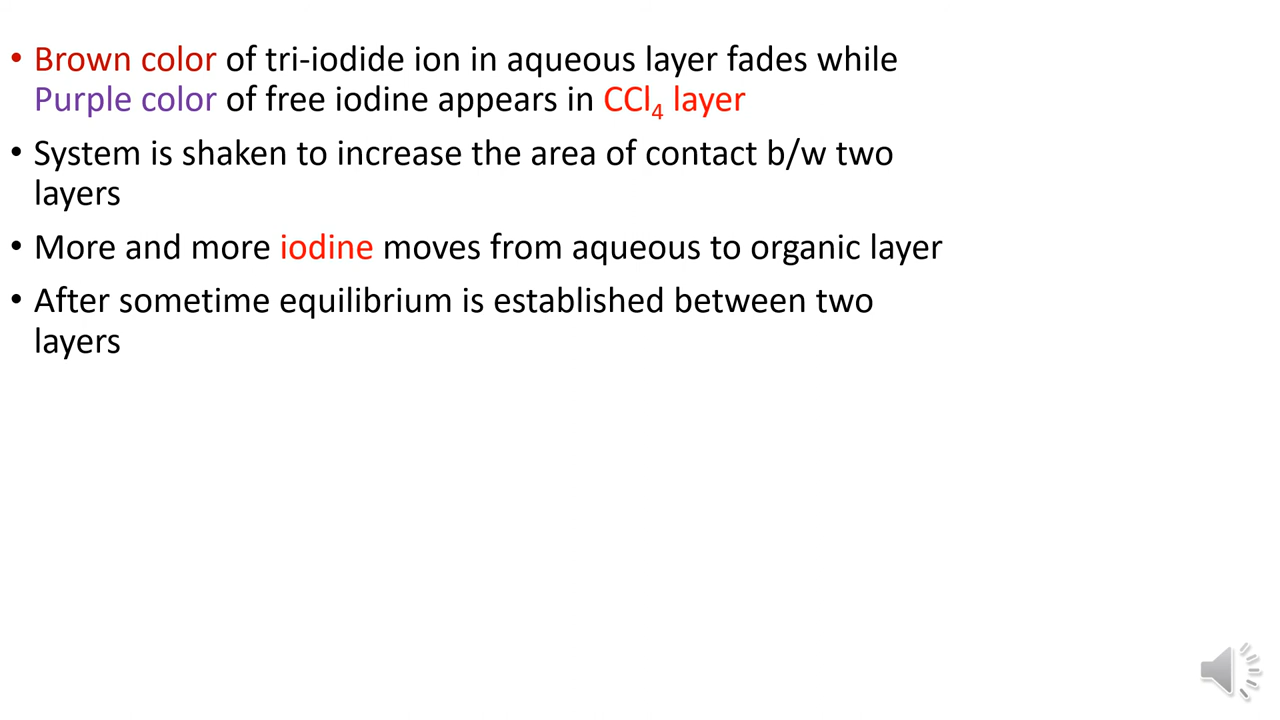 • Brown color of tri-iodide ion in aqueous layer fades while
Purple color of free iodine appears in CCl₄ layer
• System is shaken to increase the area of contact b/w two
layers
• More and more iodine moves from aqueous to organic layer
• After sometime equilibrium is established between two
layers